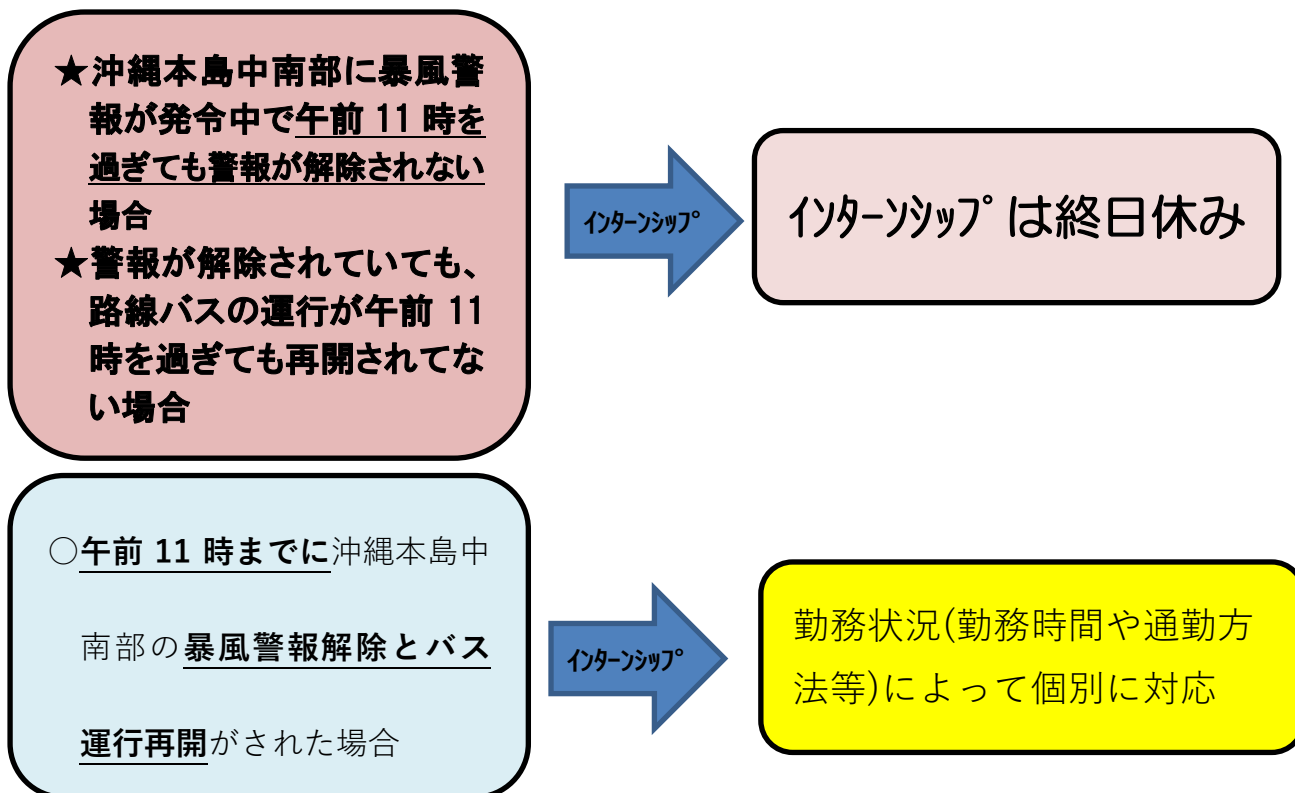 ★沖縄本島中南部に暴風警
報が発令中で午前 11 時を
過ぎても警報が解除されない
場合
★警報が解除されていても、
路線バスの運行が午前 11
時を過ぎても再開されてな
い場合
インターンシップ
インターンシップ は終日休み
○午前 11 時までに沖縄本島中
南部の暴風警報解除とバス
運行再開がされた場合
インターンシップ
勤務状況(勤務時間や通勤方
法等)によって個別に対応